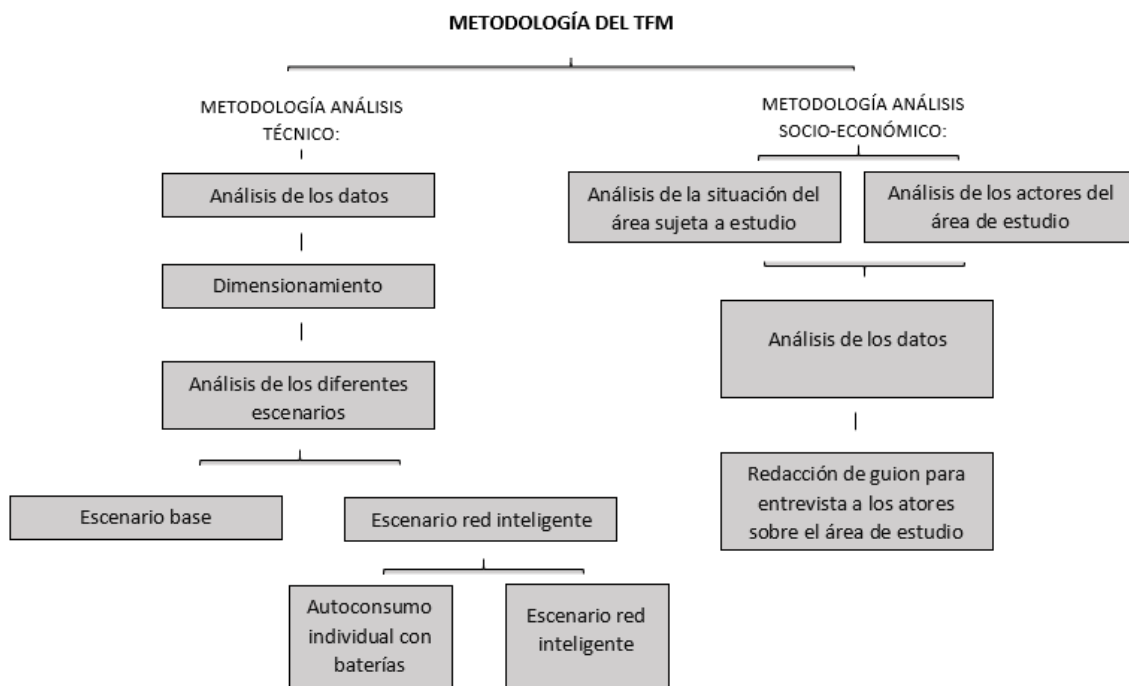 METODOLOGÍA DEL TFM
METODOLOGÍA ANÁLISIS
TÉCNICO:
METODOLOGÍA ANÁLISIS
SOCIO-ECONÓMICO:
Análisis de los datos
Dimensionamiento
Análisis de los diferentes
escenarios
Escenario base
Escenario red inteligente
Autoconsumo
individual con
baterías
Escenario red
inteligente
Análisis de la situación del
área sujeta a estudio
Análisis de los actores del
área de estudio
Análisis de los datos
Redacción de guion para
entrevista a los atores
sobre el área de estudio